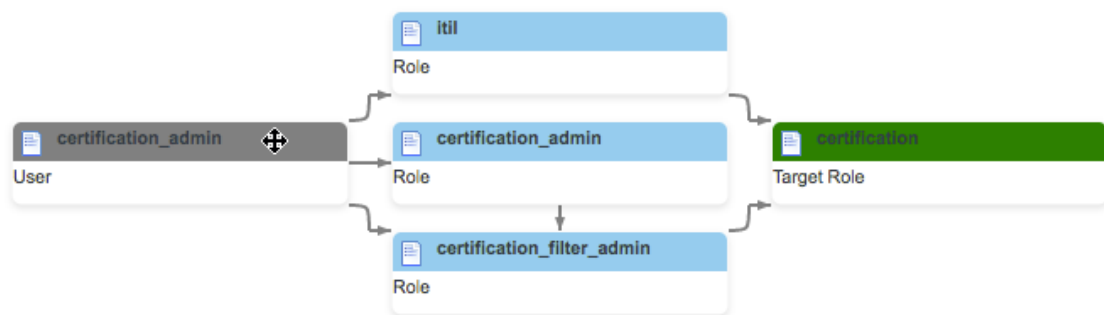 itil
Role
certification_admin
User
certification_admin
Role
certification
Target Role
certification_filter_admin
Role